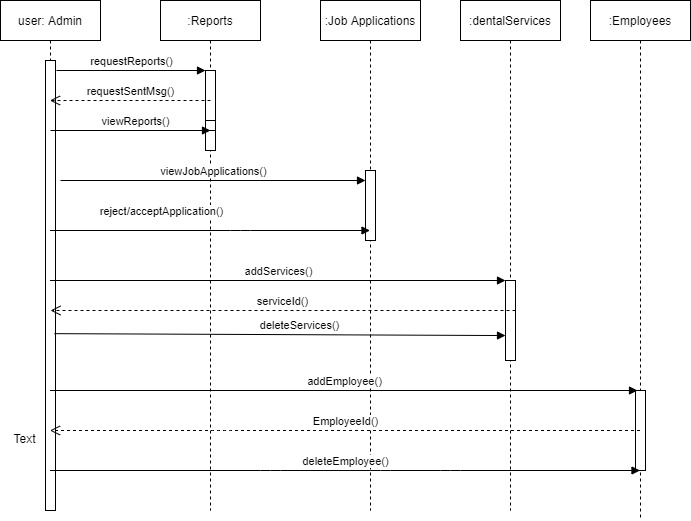 user: Admin
:Reports
:Job Applications
:dentalServices
:Employees
requestReports()
requestSentMsg()
viewReports()
viewJobApplications()
reject/acceptApplication()
addServices()
serviceId()
deleteServices()
addEmployee()
EmployeeId()
Text
deleteEmployee()